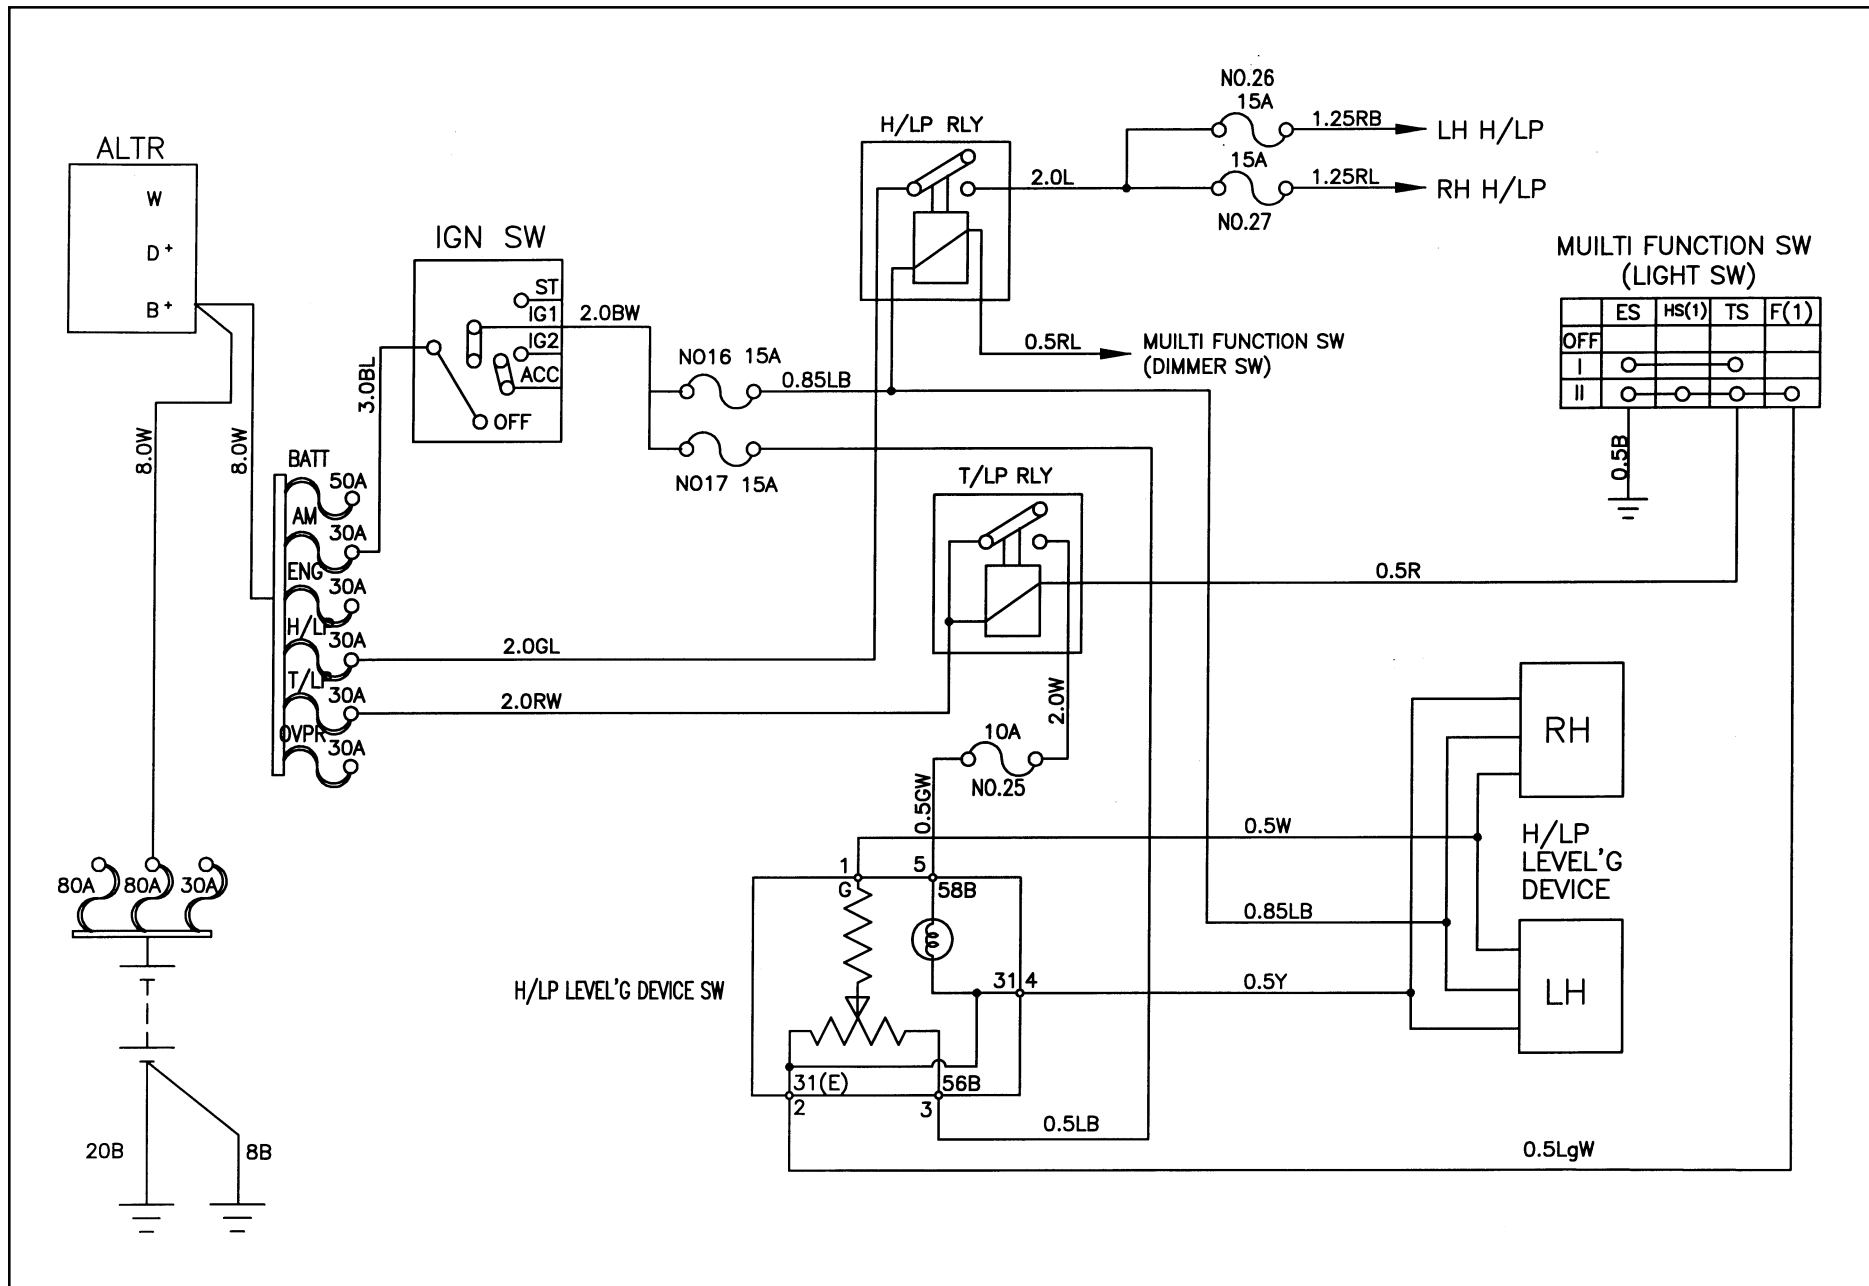 NO.26
15A
1.25RB
LH H/LP
15A
1.25RL
RH H/LP
NO.27
H/LP RLY
2.0L
ALTR
W
D+
B+
IGN SW
ST
IG1
IG2
ACC
OFF
2.0BW
3.0BL
NO16 15A
0.85LB
NO17 15A
0.5RL
MUILTI FUNCTION SW
(DIMMER SW)
MUILTI FUNCTION SW
(LIGHT SW)
ES HS(1) TS F(1)
OFF
I
II
0.5B
8.0W
8.0W
BATT
50A
AM
30A
ENG
30A
H/LP
30A
T/LP
30A
OVPR
30A
T/LP RLY
0.5R
2.0GL
2.0RW
2.0W
10A
NO.25
0.5GW
RH
H/LP
LEVEL'G
DEVICE
LH
0.5W
0.85LB
0.5Y
80A 80A 30A
1
5
G
58B
31 4
H/LP LEVEL'G DEVICE SW
31(E)
56B
2
3
0.5LB
0.5LgW
20B
8B